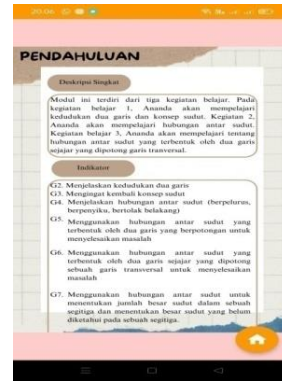 20.06
PENDAHULUAN
Deskripsi Singkat
Modul ini terdiri dari tiga kegiatan belajar. Pada
kegiatan belajar 1, Ananda akan mempelajari
kedudukan dua garis dan konsep sudut. Kegiatan 2,
Ananda akan mempelajari hubungan antar sudut.
Kegiatan belajar 3, Ananda akan mempelajari tentang
hubungan antar sudut yang terbentuk oleh dua garis
sejajar yang dipotong garis tranversal.
Indikator
G2. Menjelaskan kedudukan dua garis
G3. Mengingat kembali konsep sudut
G4. Menjelaskan hubungan antar sudut (berpelurus,
berpenyiku, bertolak belakang)
G5. Menggunakan hubungan antar sudut yang
terbentuk oleh dua garis yang berpotongan untuk
menyelesaikan masalah
G6. Menggunakan hubungan antar sudut yang
terbentuk oleh dua garis sejajar yang dipotong
sebuah garis transversal untuk menyelesaikan
masalah
G7. Menggunakan hubungan antar sudut untuk
menentukan jumlah besar sudut dalam sebuah
segitiga dan menentukan besar sudut yang belum
diketahui pada sebuah segitiga.